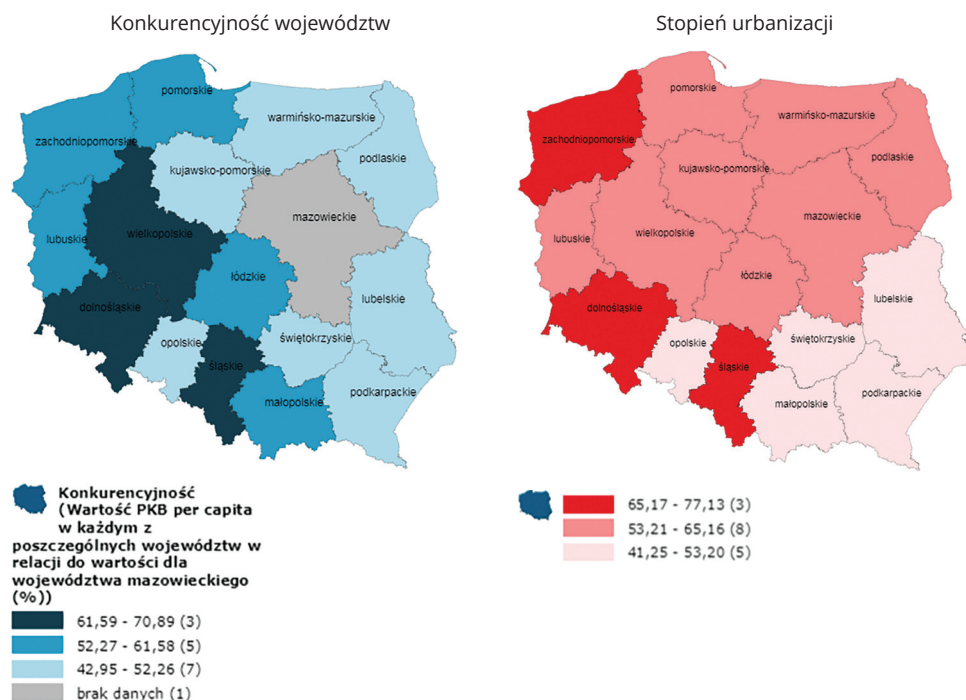 Konkurencyjność województw
pomorskie
warmińsko-mazurskie
zachodniopomorskie
podlaskie
kujawsko-pomorskie
mazowieckie
lubuskie
wielkopolskie
łódzkie
lubelskie
dolnośląskie
opolskie
świętokrzyskie
śląskie
małopolskie
podkarpackie
Konkurencyjność
(Wartość PKB per capita
w każdym z
poszczególnych województw w
relacji do wartości dla
województwa mazowieckiego
(%))
61,59 - 70,89 (3)
52,27 - 61,58 (5)
42,95 - 52,26 (7)
brak danych (1)
Stopień urbanizacji
pomorskie
warmińsko-mazurskie
zachodniopomorskie
podlaskie
kujawsko-pomorskie
mazowieckie
lubuskie
wielkopolskie
łódzkie
lubelskie
dolnośląskie
opolskie
świętokrzyskie
śląskie
małopolskie
podkarpackie
65,17 - 77,13 (3)
53,21 - 65,16 (8)
41,25 - 53,20 (5)